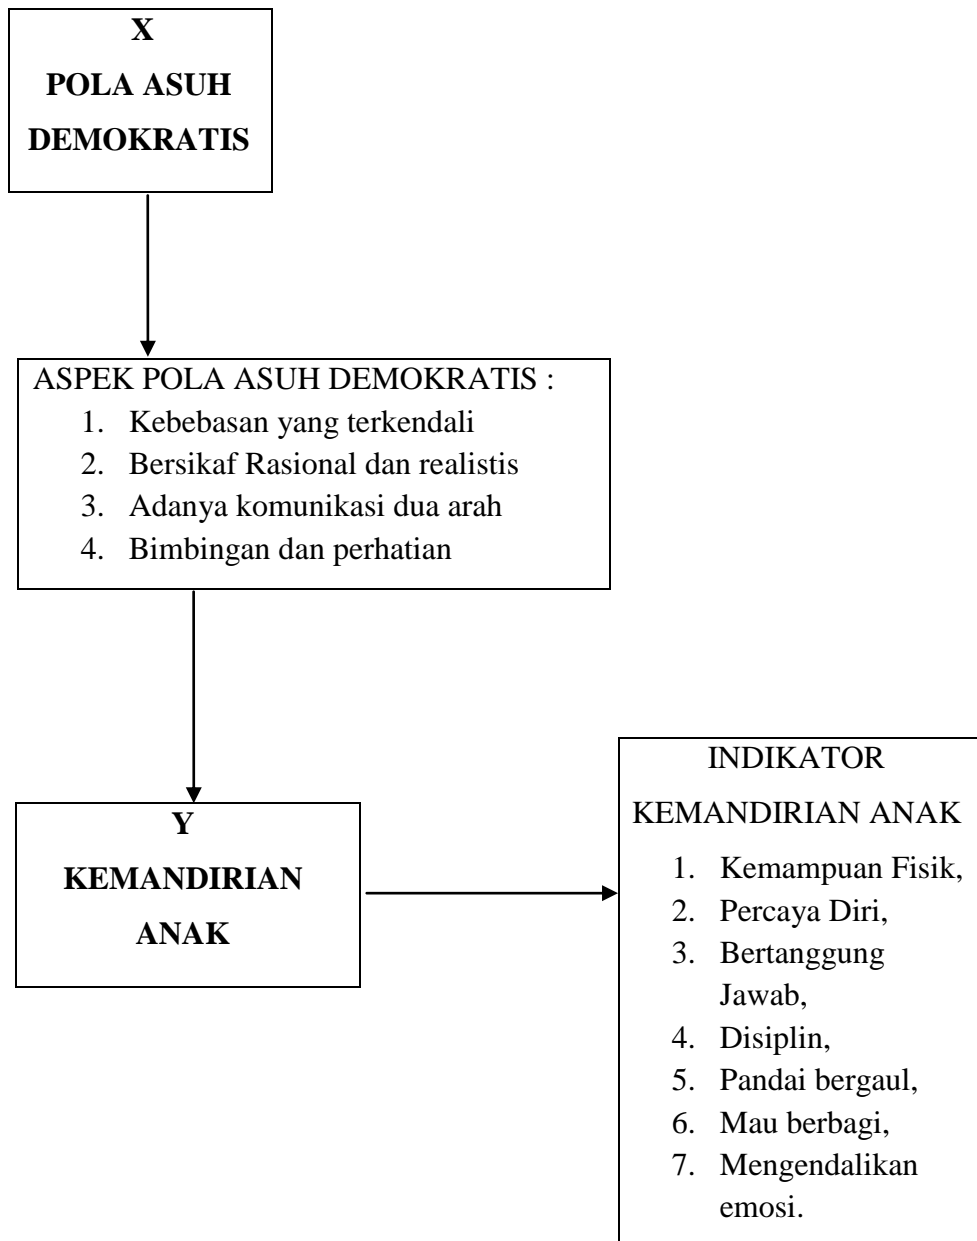 X
POLA ASUH
DEMOKRATIS
ASPEK POLA ASUH DEMOKRATIS :
1. Kebebasan yang terkendali
2. Bersikaf Rasional dan realistis
3. Adanya komunikasi dua arah
4. Bimbingan dan perhatian
Y
KEMANDIRIAN
ANAK
INDIKATOR
KEMANDIRIAN ANAK
1. Kemampuan Fisik,
2. Percaya Diri,
3. Bertanggung
Jawab,
4. Disiplin,
5. Pandai bergaul,
6. Mau berbagi,
7. Mengendalikan
emosi.